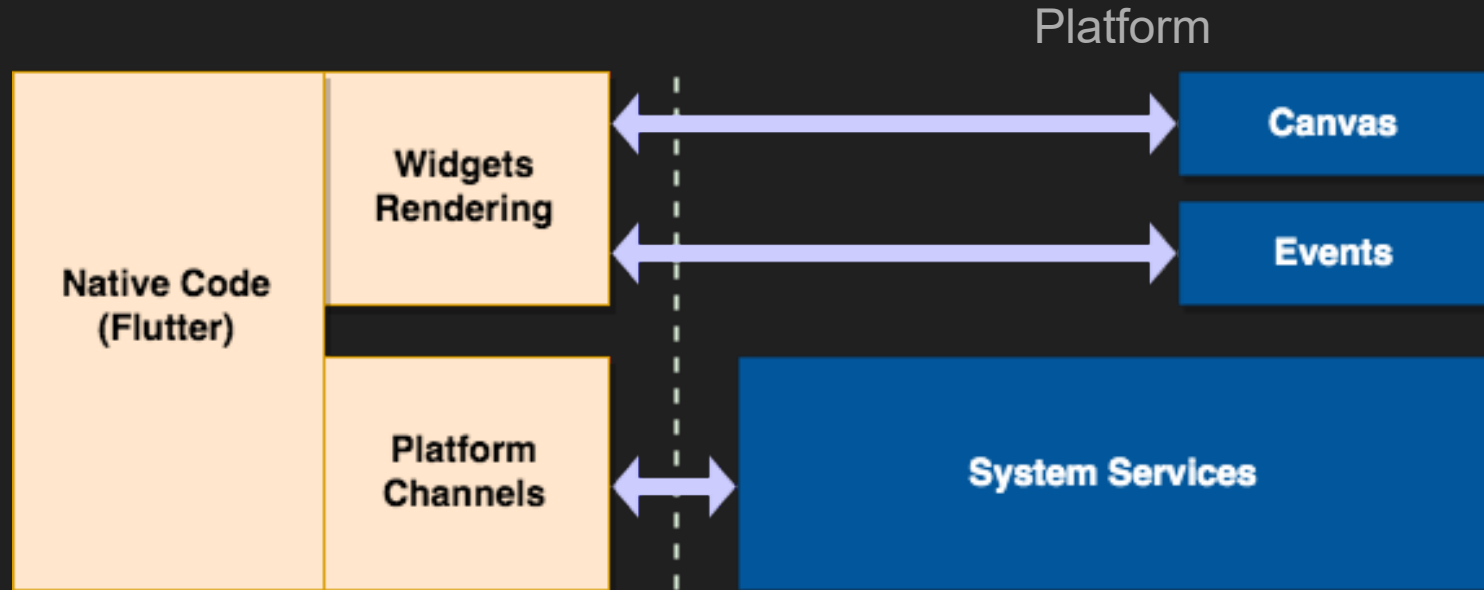 Platform
Native Code
(Flutter)
Widgets
Rendering
Platform
Channels
Canvas
Events
System Services